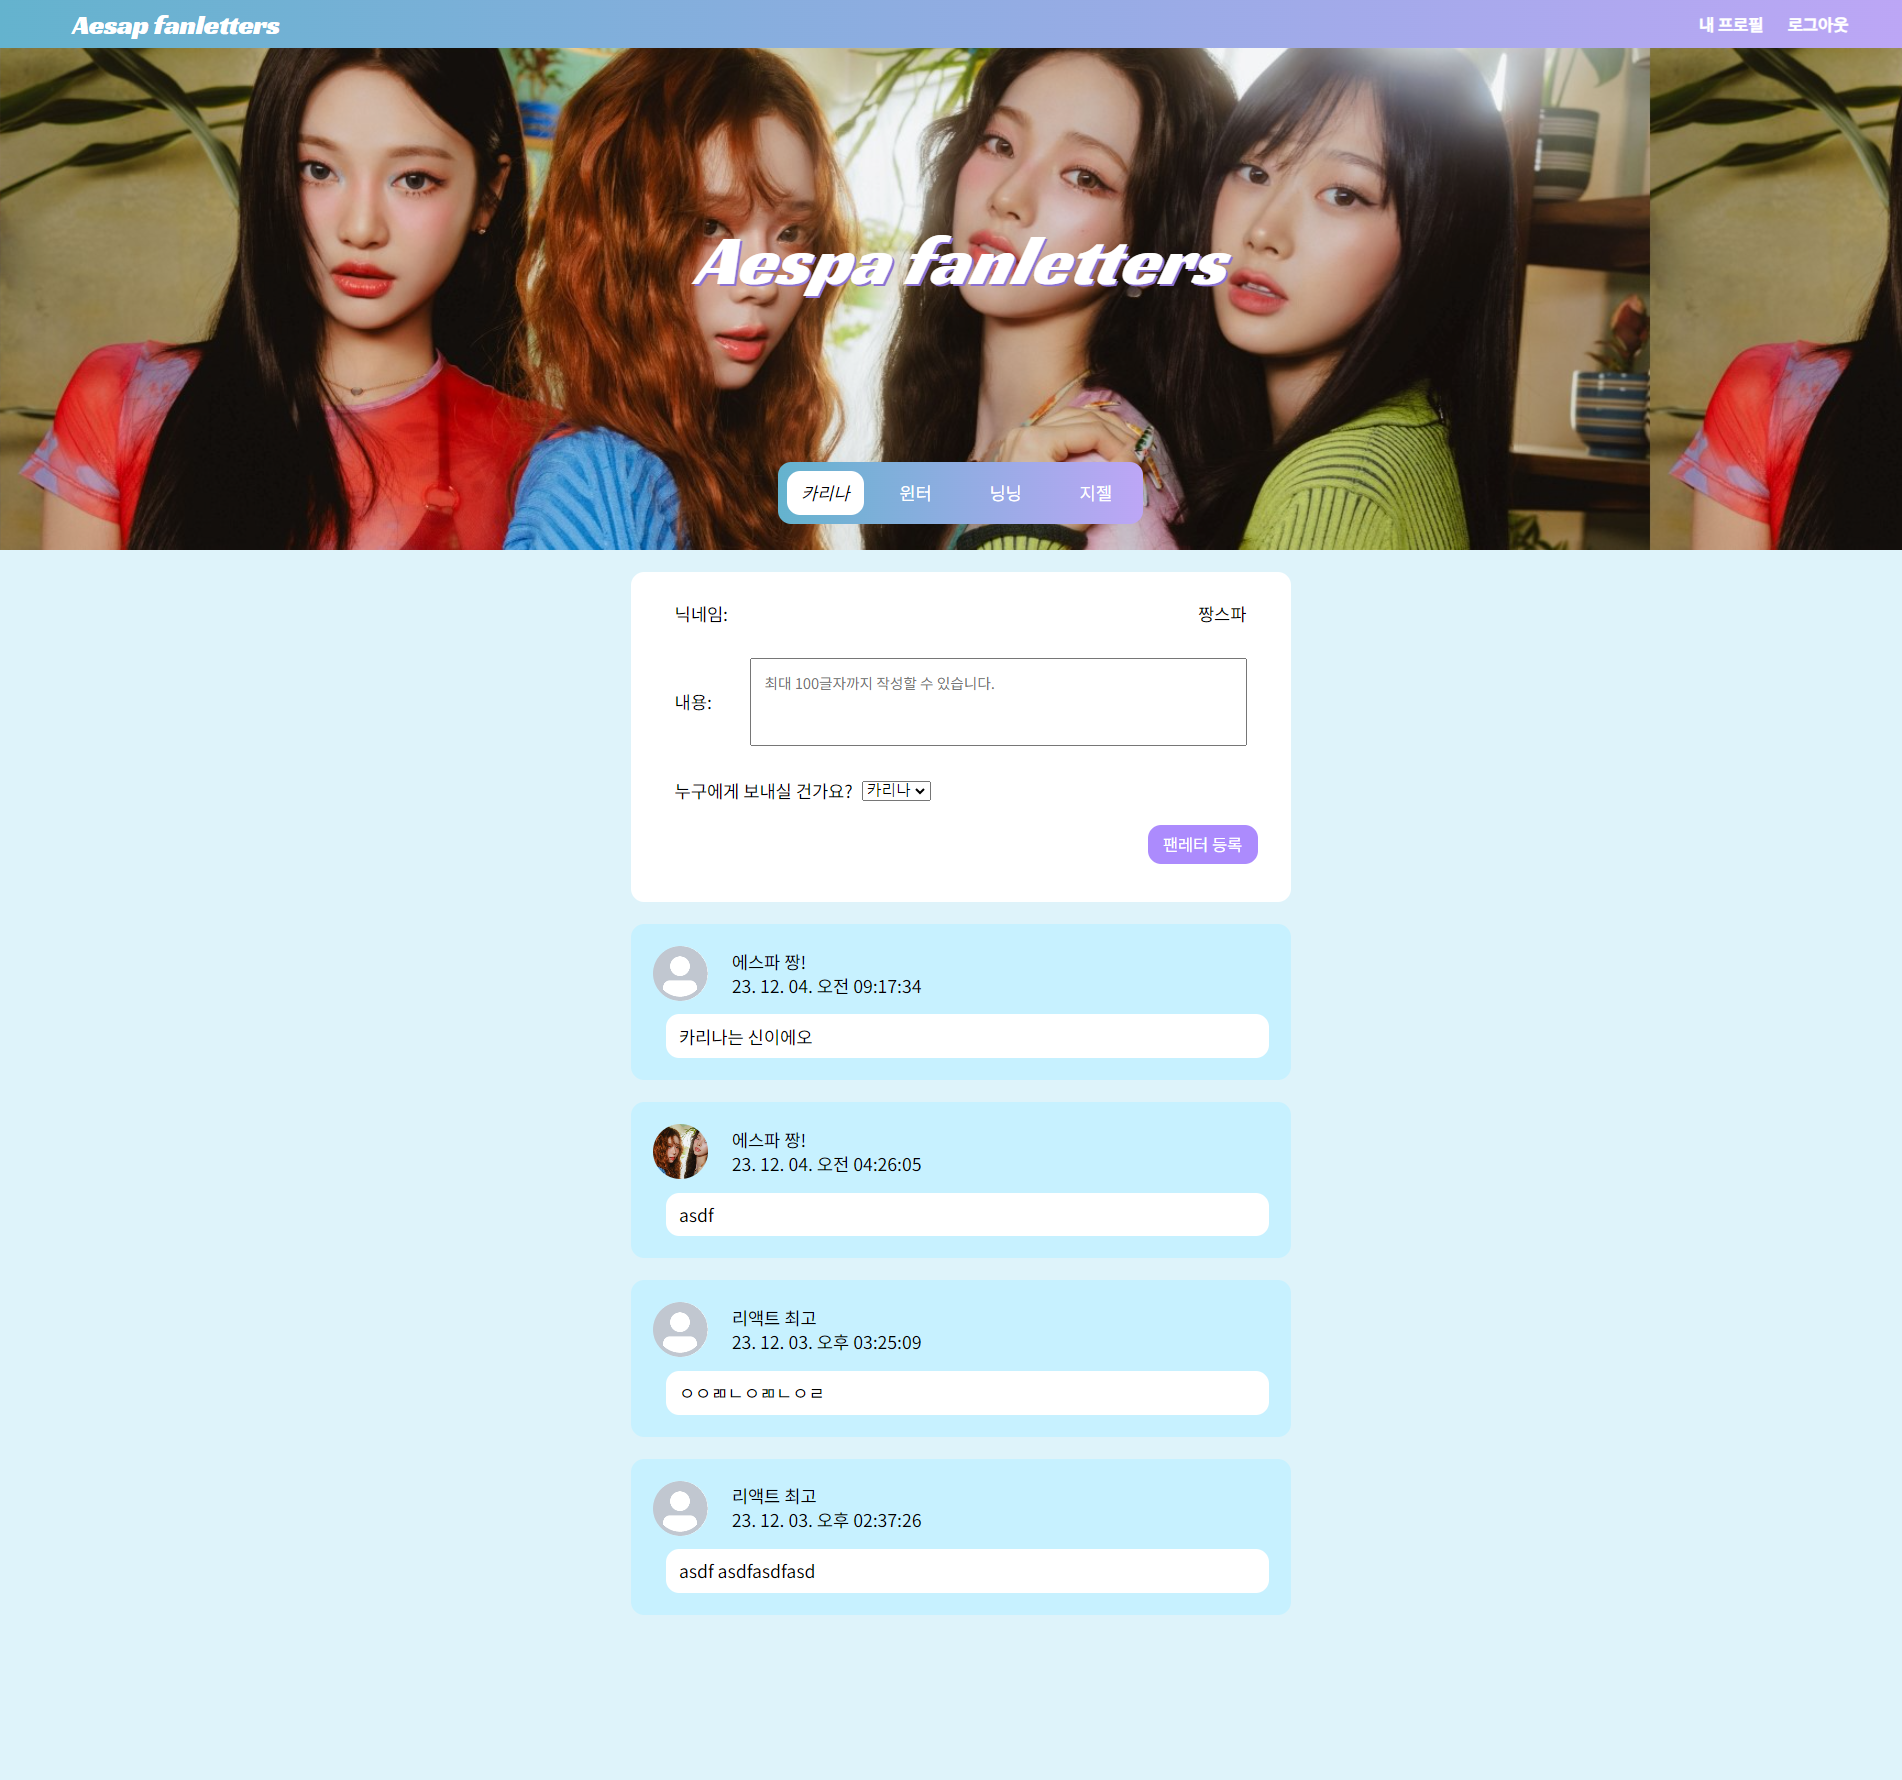 Aesap fanletters
내 프로필 로그아웃
Aespa fanletters
카리나 윈터 닝닝 지젤
닉네임: 짱스파
내용: 최대 100글자까지 작성할 수 있습니다.
누구에게 보내실 건가요? 카리나
팬레터 등록
에스파 짱!
23. 12. 04. 오전 09:17:34
카리나는 신이에오
에스파 짱!
23. 12. 04. 오전 04:26:05
asdf
리액트 최고
23. 12. 03. 오후 03:25:09
리액트 최고
23. 12. 03. 오후 02:37:26
asdf asdfasdfasd